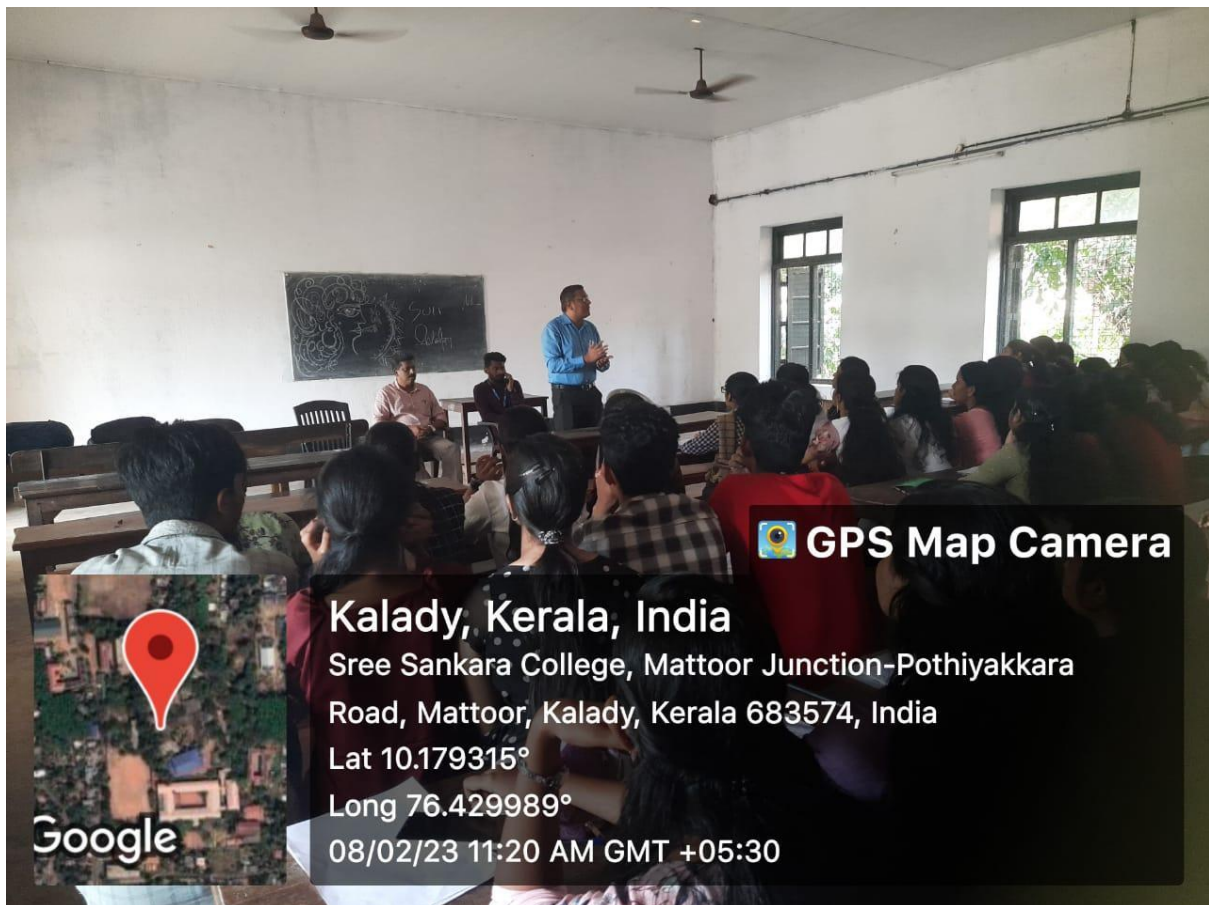 GPS Map Camera
Kalady, Kerala, India
Sree Sankara College, Mattoor Junction-Pothiyakkara
Road, Mattoor, Kalady, Kerala 683574, India
Lat 10.179315°
Long 76.429989°
08/02/23 11:20 AM GMT +05:30
Google